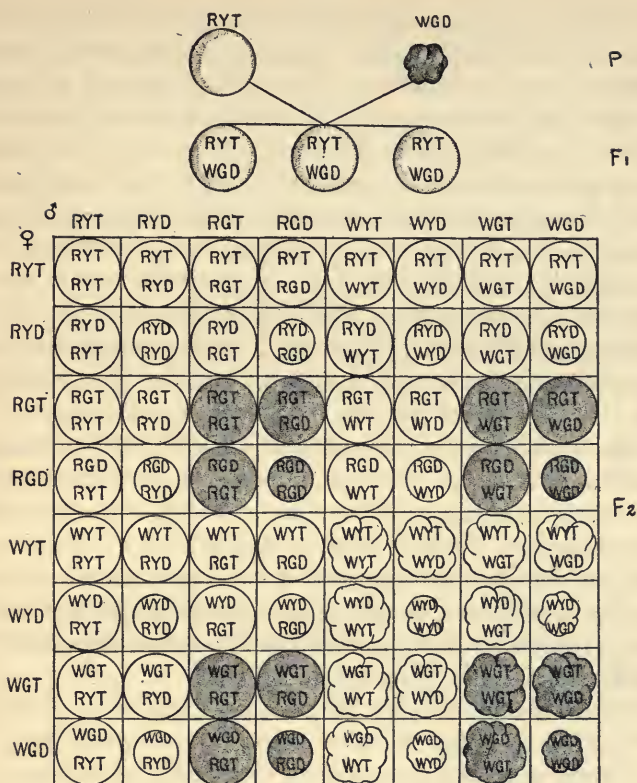 RYT WGD
P
RYT RYT RYT
WGD WGD WGD
F1
♂ RYT RYD RGT RGD WYT WYD WGT WGD
♀
RYT RYT RYT RYT RYT RYT RYT RYT RYT
RYT RYD RGT RGD WYT WYD WGT WGD
RYD RYD RYD RYD RYD RYD RYD RYD RYD
RYT RYD RGT RGD WYT WYD WGT WGD
RGT RGT RGT RGT RGT RGT RGT RGT RGT
RYT RYD RGT RGD WYT WYD WGT WGD
RGD RGD RGD RGD RGD RGD RGD RGD RGD
RYT RYD RGT RGD WYT WYD WGT WGD
F2
WYT WYT WYT WYT WYT WYT WYT WYT WYT
RYT RYD RGT RGD WYT WYD WGT WGD
WYD WYD WYD WYD WYD WYD WYD WYD WYD
RYT RYD RGT RGD WYT WYD WGT WGD
WGT WGT WGT WGT WGT WGT WGT WGT WGT
RYT RYD RGT RGD WYT WYD WGT WGD
WGD WGD WGD WGD WGD WGD WGD WGD WGD
RYT RYD RGT RGD WYT WYD WGT WGD